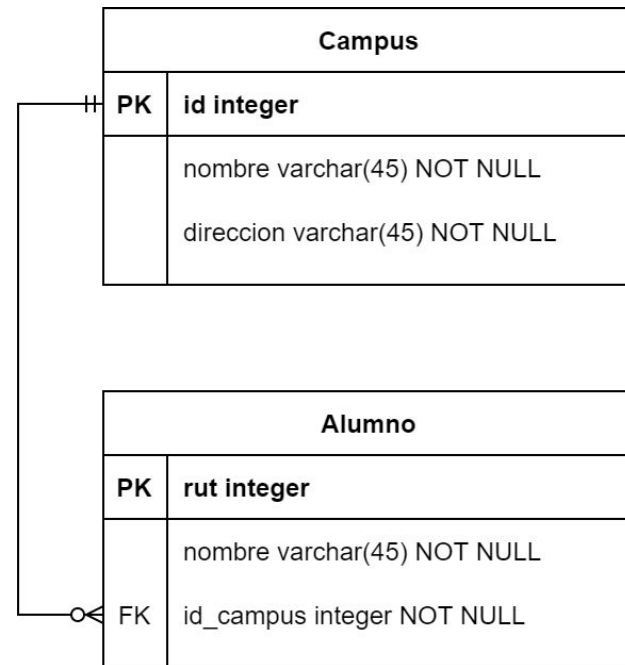 Campus
PK id integer
nombre varchar(45) NOT NULL
direccion varchar(45) NOT NULL
Alumno
PK rut integer
nombre varchar(45) NOT NULL
FK id_campus integer NOT NULL